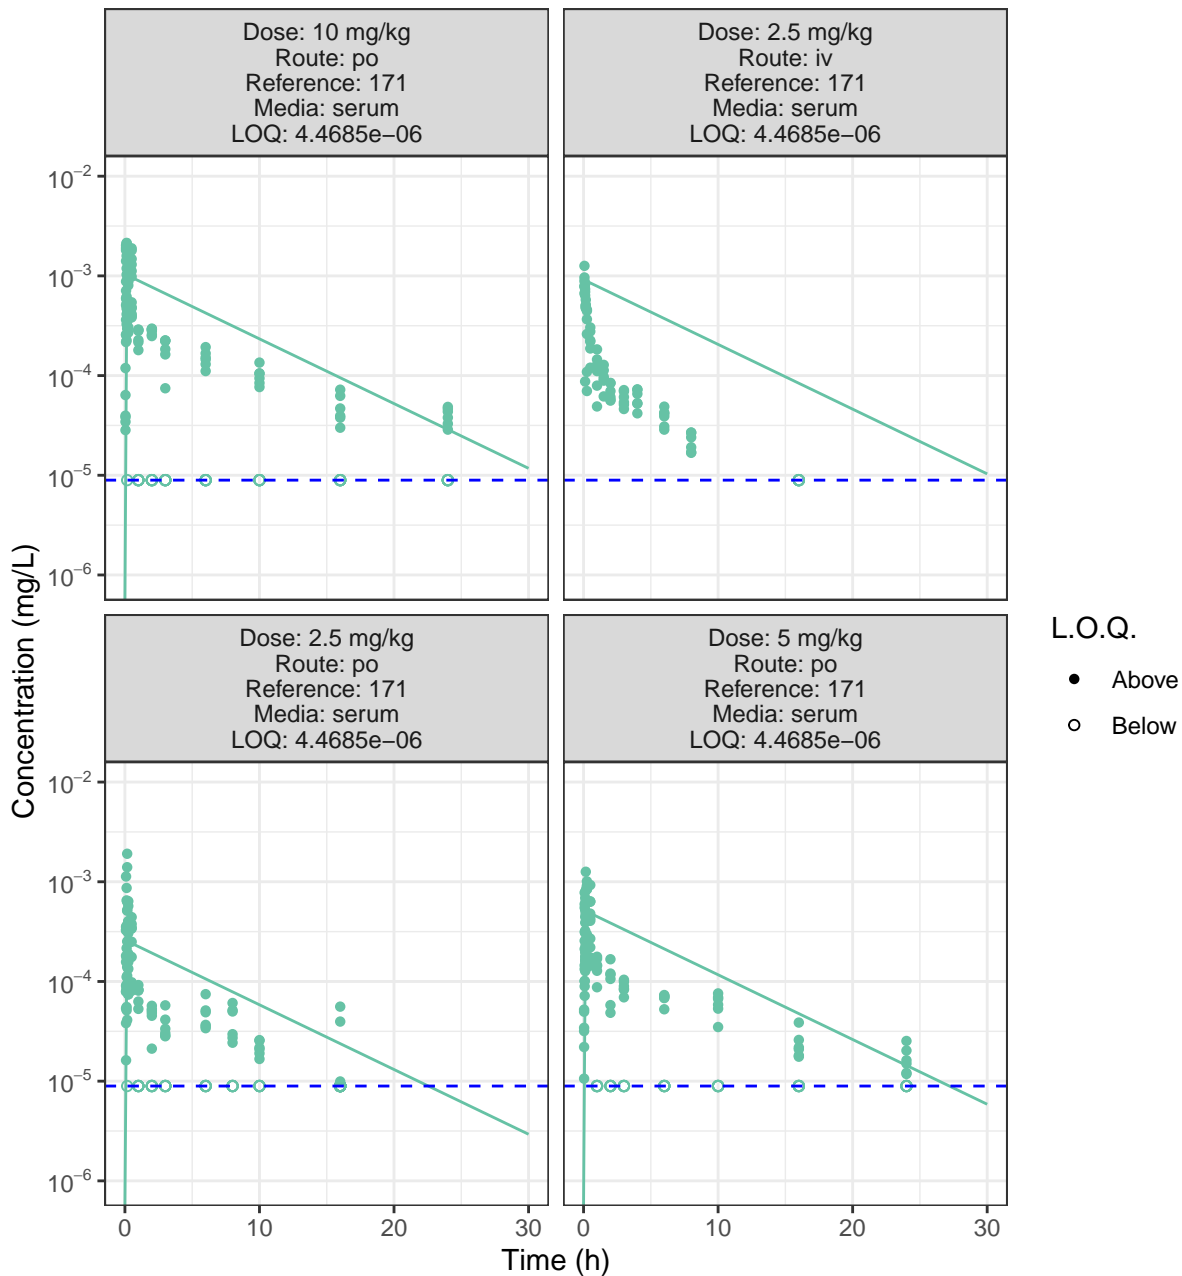 Dose: 10 mg/kg
Route: po
Reference: 171
Media: serum
LOQ: 4.4685e−06
Dose: 2.5 mg/kg
Route: iv
Reference: 171
Media: serum
LOQ: 4.4685e−06
10⁻²
10⁻³
10⁻⁴
10⁻⁵
10⁻⁶
Dose: 2.5 mg/kg
Route: po
Reference: 171
Media: serum
LOQ: 4.4685e−06
Dose: 5 mg/kg
Route: po
Reference: 171
Media: serum
LOQ: 4.4685e−06
10⁻²
10⁻³
10⁻⁴
10⁻⁵
10⁻⁶
Concentration (mg/L)
0 10 20 30
0 10 20 30
Time (h)
L.O.Q.
Above
Below